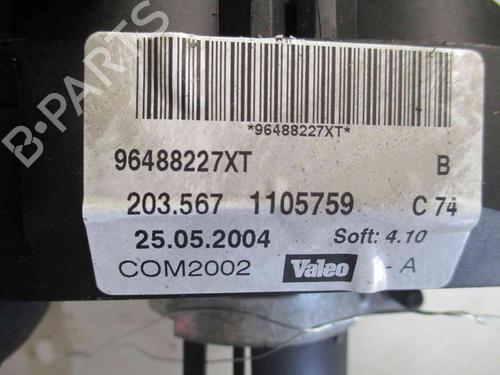 B-PARTS
*96488227XT*
96488227XT B
203.567 1105759 C 74
25.05.2004 Soft: 4.10
COM2002 Valeo - A